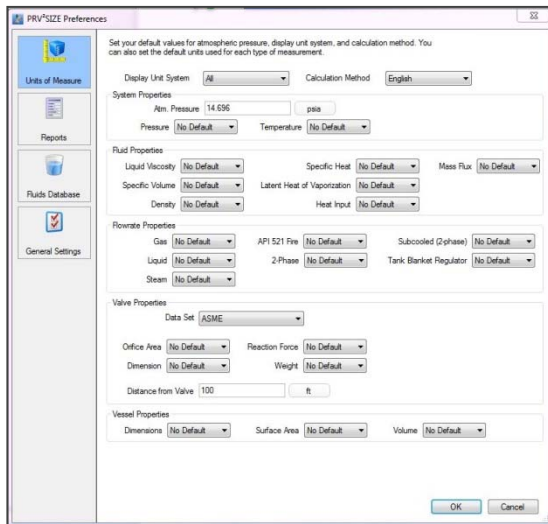 PRV²SIZE Preferences
Units of Measure
Reports
Fluids Database
General Settings
Set your default values for atmospheric pressure, display unit system, and calculation method. You
can also set the default units used for each type of measurement.
Display Unit System All Calculation Method English
System Properties
Atm. Pressure 14.696 psia
Pressure No Default Temperature No Default
Fluid Properties
Liquid Viscosity No Default Specific Heat No Default Mass Flux No Default
Specific Volume No Default Latent Heat of Vaporization No Default
Density No Default Heat Input No Default
Flowrate Properties
Gas No Default API 521 Fire No Default Subcooled (2-phase) No Default
Liquid No Default 2-Phase No Default Tank Blanket Regulator No Default
Steam No Default
Valve Properties
Data Set ASME
Orifice Area No Default Reaction Force No Default
Dimension No Default Weight No Default
Distance from Valve 100 ft
Vessel Properties
Dimensions No Default Surface Area No Default Volume No Default
OK Cancel